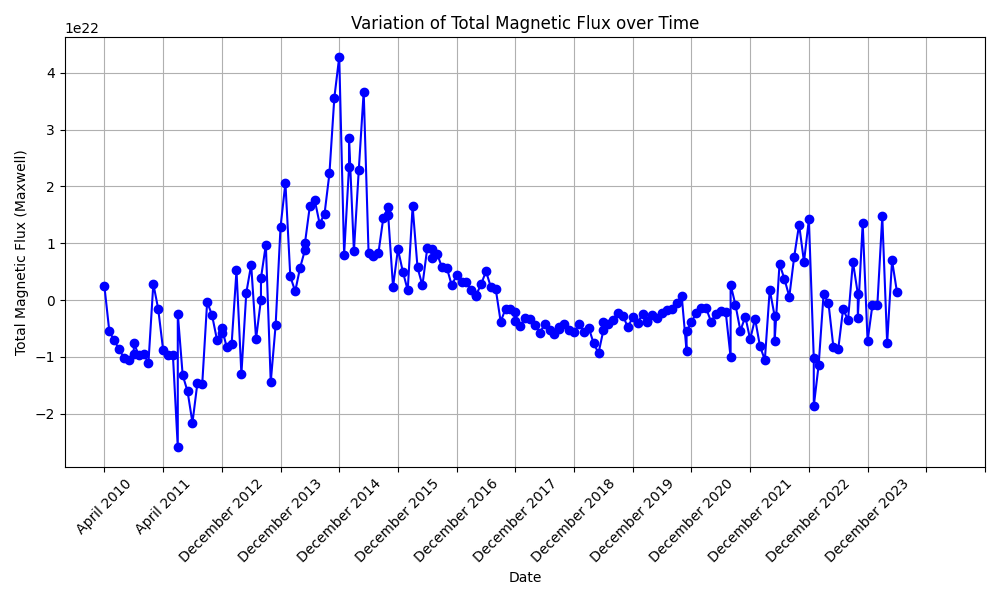 Variation of Total Magnetic Flux over Time
1e22
4
3
2
1
0
−1
−2
Total Magnetic Flux (Maxwell)
April 2010
April 2011
December 2012
December 2013
December 2014
December 2015
December 2016
December 2017
December 2018
December 2019
December 2020
December 2021
December 2022
December 2023
Date